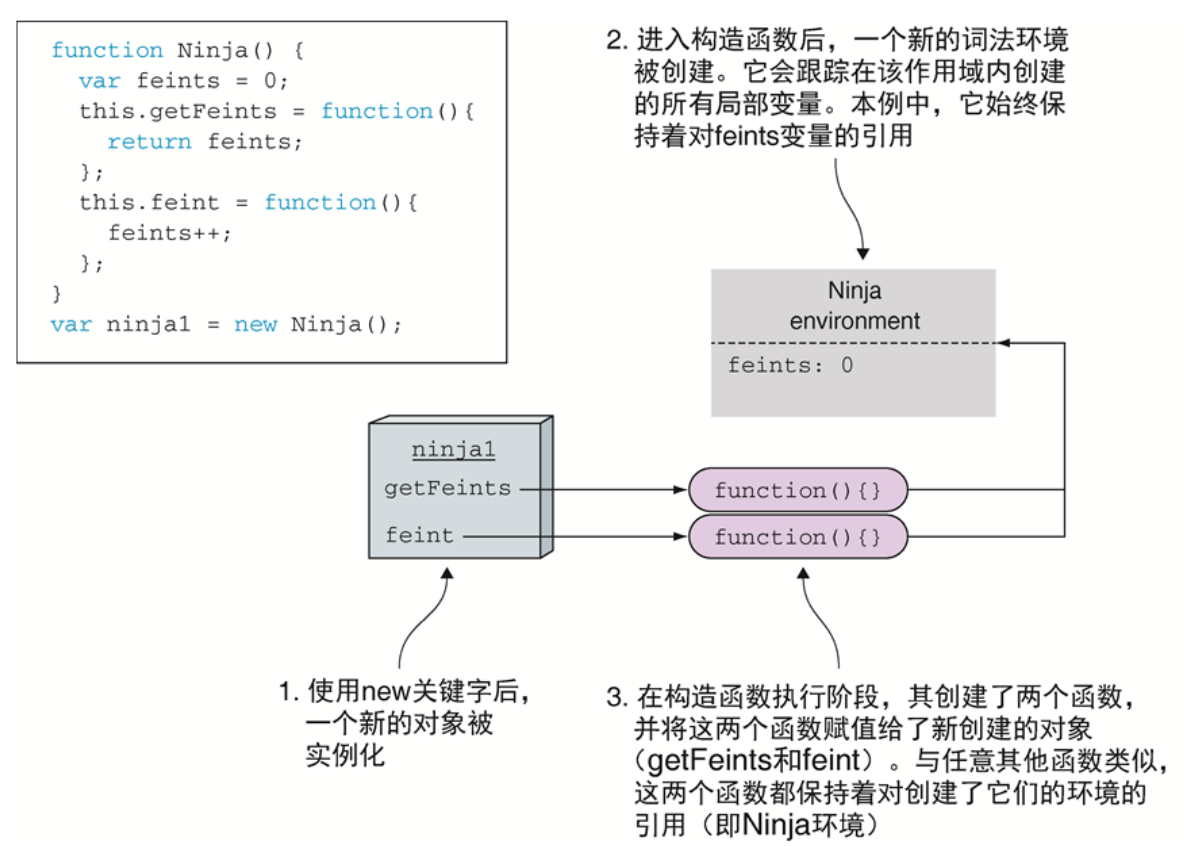 function Ninja() {
  var feints = 0;
  this.getFeints = function(){
    return feints;
  };
  this.feint = function(){
    feints++;
  };
}
var ninja1 = new Ninja();
2. 进入构造函数后，一个新的词法环境
被创建。它会跟踪在该作用域内创建
的所有局部变量。本例中，它始终保
持着对feints变量的引用
Ninja
environment
feints: 0
ninja1
getFeints
feint
function(){}
function(){}
1. 使用new关键字后，
一个新的对象被
实例化
3. 在构造函数执行阶段，其创建了两个函数，
并将这两个函数赋值给了新创建的对象
（getFeints和feint）。与任意其他函数类似，
这两个函数都保持着对创建了它们的环境的
引用（即Ninja环境）